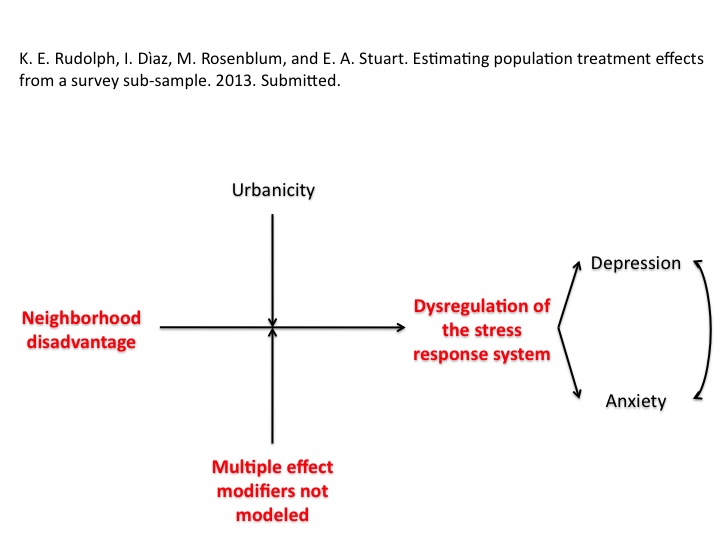 K. E. Rudolph, I. Dìaz, M. Rosenblum, and E. A. Stuart. Estimating population treatment effects
from a survey sub-sample. 2013. Submitted.
Urbanicity
Depression
Neighborhood
disadvantage
Dysregulation of
the stress
response system
Anxiety
Multiple effect
modifiers not
modeled